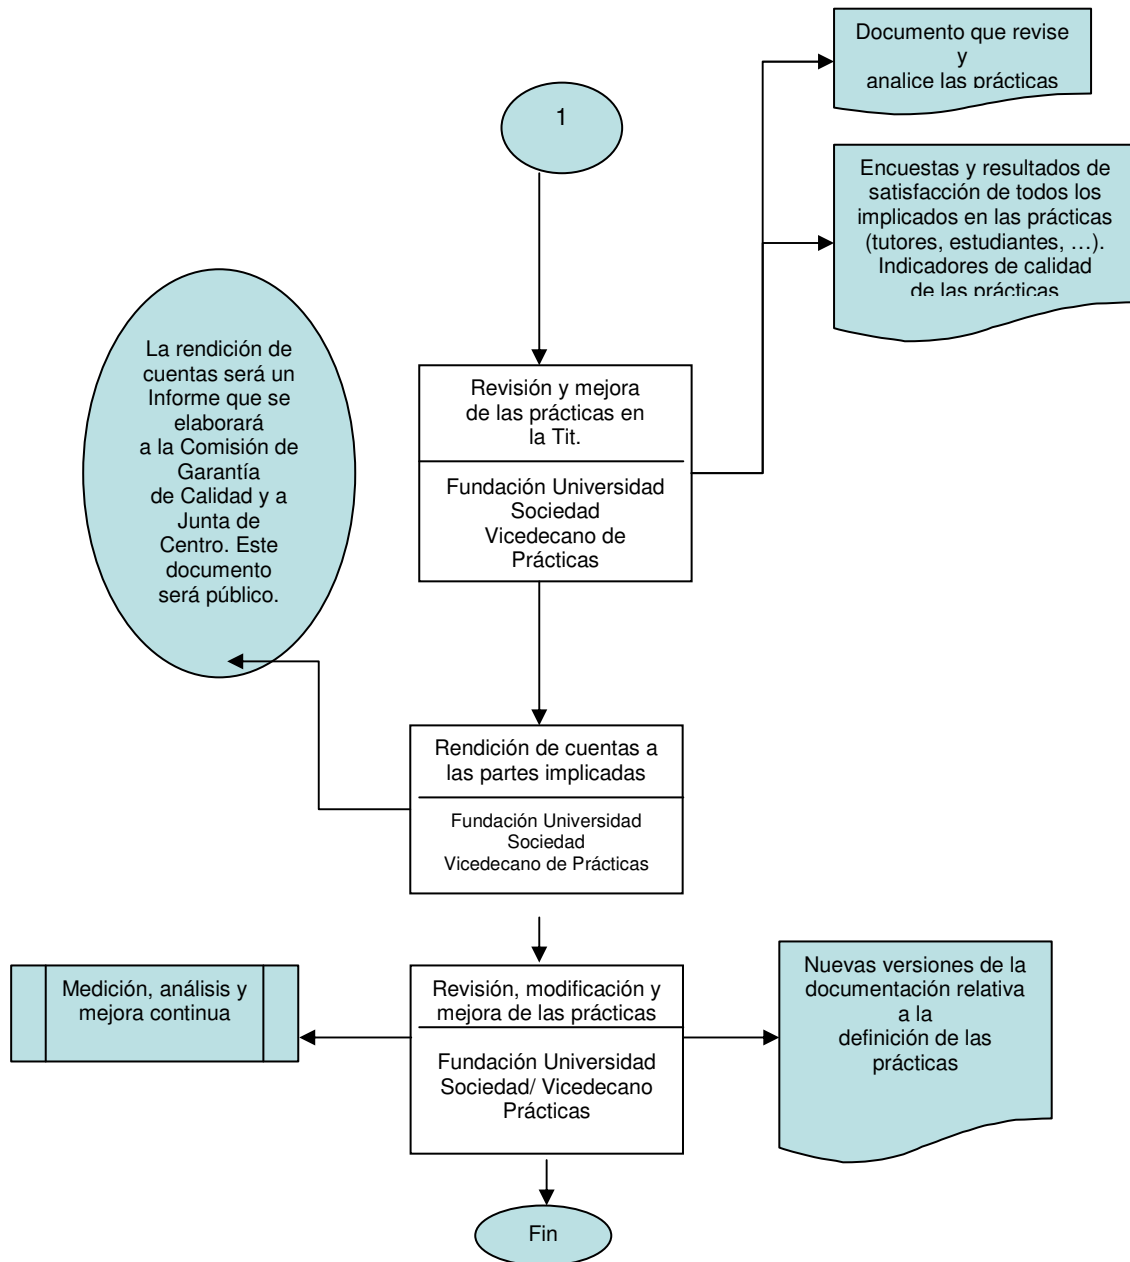 Documento que revise
y
analice las prácticas
1
Encuestas y resultados de
satisfacción de todos los
implicados en las prácticas
(tutores, estudiantes, …).
Indicadores de calidad
de las prácticas
La rendición de
cuentas será un
Informe que se
elaborará
a la Comisión de
Garantía
de Calidad y a
Junta de
Centro. Este
documento
será público.
Revisión y mejora
de las prácticas en
la Tit.
Fundación Universidad
Sociedad
Vicedecano de
Prácticas
Rendición de cuentas a
las partes implicadas
Fundación Universidad
Sociedad
Vicedecano de Prácticas
Medición, análisis y
mejora continua
Revisión, modificación y
mejora de las prácticas
Fundación Universidad
Sociedad/ Vicedecano
Prácticas
Nuevas versiones de la
documentación relativa
a la
definición de las
prácticas
Fin